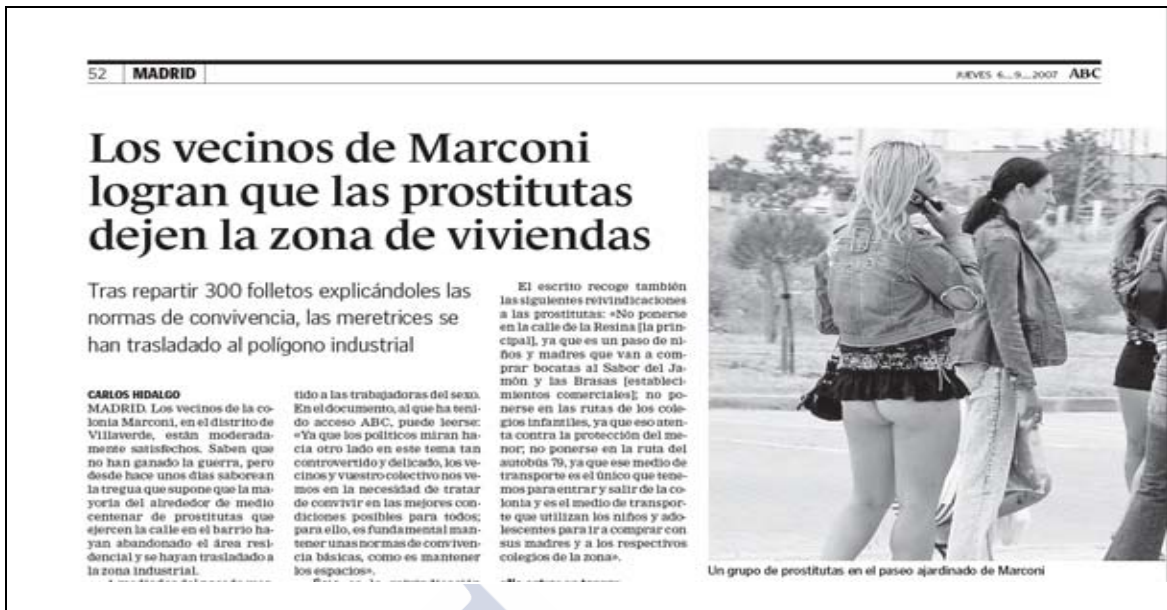 52 MADRID
JUEVES 6_9_2007 ABC
Los vecinos de Marconi
logran que las prostitutas
dejen la zona de viviendas
Tras repartir 300 folletos explicándoles las
normas de convivencia, las meretrices se
han trasladado al polígono industrial
CARLOS HIDALGO
MADRID. Los vecinos de la co-
lonia Marconi, en el distrito de
Villaverde, están moderada-
mente satisfechos. Saben que
no han ganado la guerra, pero
desde hace unos días saborean
la tregua que supone que la ma-
yoría del alrededor de medio
centenar de prostitutas que
ejercen la calle en el barrio ha-
yan abandonado el área resi-
dencial y se hayan trasladado a
la zona industrial.
tido a las trabajadoras del sexo.
En el documento, al que ha teni-
do acceso ABC, puede leerse:
«Ya que los políticos miran ha-
cia otro lado en este tema tan
controvertido y delicado, los ve-
cinos y vuestro colectivo nos ve-
mos en la necesidad de tratar
de convivir en las mejores con-
diciones posibles para todos;
para ello, es fundamental man-
tener unas normas de conviven-
cia básicas, como es mantener
los espacios».
El escrito recoge también
las siguientes reivindicaciones
a las prostitutas: «No ponerse
en la calle de la Resina [la prin-
cipal], ya que es un paso de ni-
ños y madres que van a com-
prar bocatas al Sabor del Ja-
món y las Brasas [estableci-
mientos comerciales]; no po-
nerse en las rutas de los cole-
gios infantiles, ya que eso aten-
ta contra la protección del me-
nor; no ponerse en la ruta del
autobús 79, ya que ese medio de
transporte es el único que tene-
mos para entrar y salir de la co-
lonia y es el medio de transpor-
te que utilizan los niños y ado-
lescentes para ir a comprar con
sus madres y a los respectivos
colegios de la zona».
Un grupo de prostitutas en el paseo ajardinado de Marconi